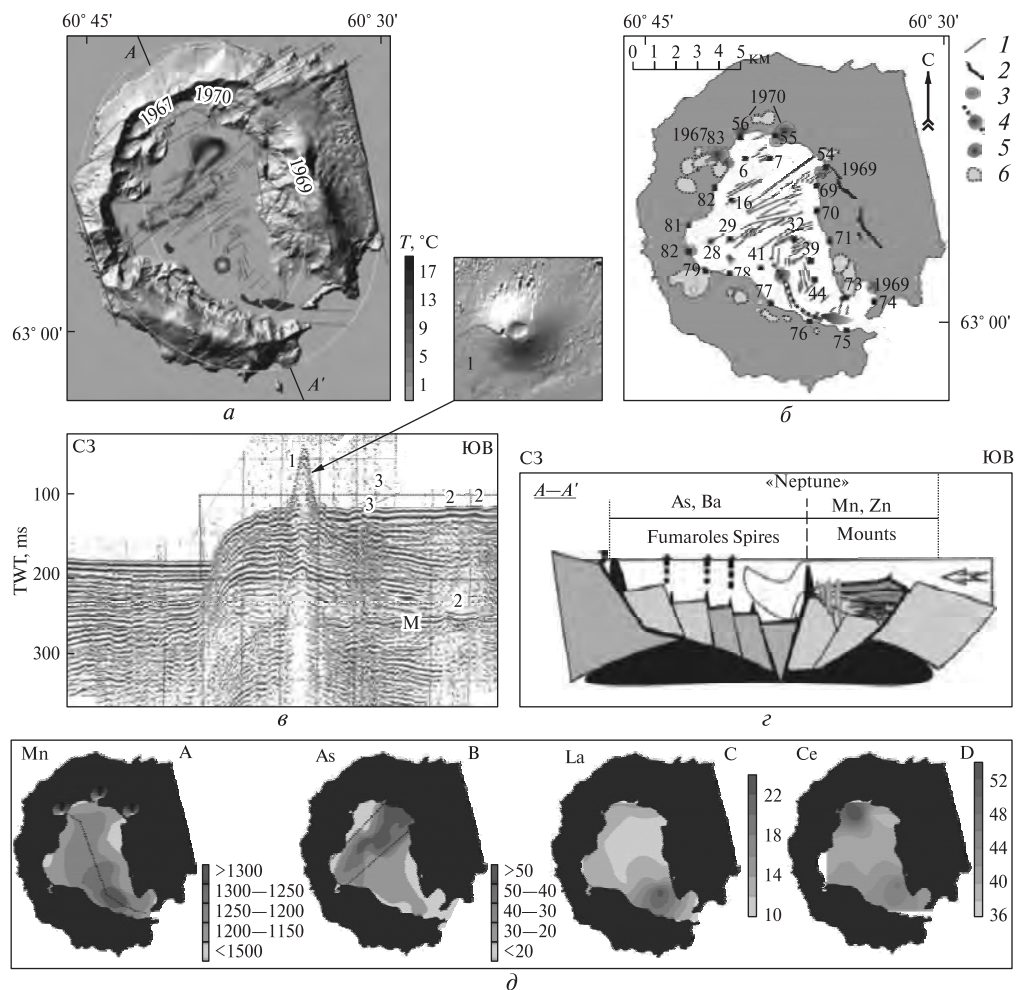 60° 45'
60° 30'
A
1967
1970
1969
T, °C
17
13
9
5
1
63° 00'
A'
а
1
60° 45'
60° 30'
0 1 2 3 4 5 км
С
1970
56
55
1967
83
54
1969
6
7
82
69
16
70
81
29
32
71
82
28
41
39
79
78
73
1969
77
44
74
76
75
63° 00'
б
1
2
3
4
5
6
СЗ
ЮВ
1
3
100
3
2
2
TWT, ms
200
2
М
300
в
СЗ
ЮВ
А—А'
«Neptune»
As, Ba
Mn, Zn
Fumaroles Spires
Mounts
г
Mn
A
>1300
1300—1250
1250—1200
1200—1150
<1500
As
B
>50
50—40
40—30
30—20
<20
La
C
22
18
14
10
Ce
D
52
48
44
40
36
д